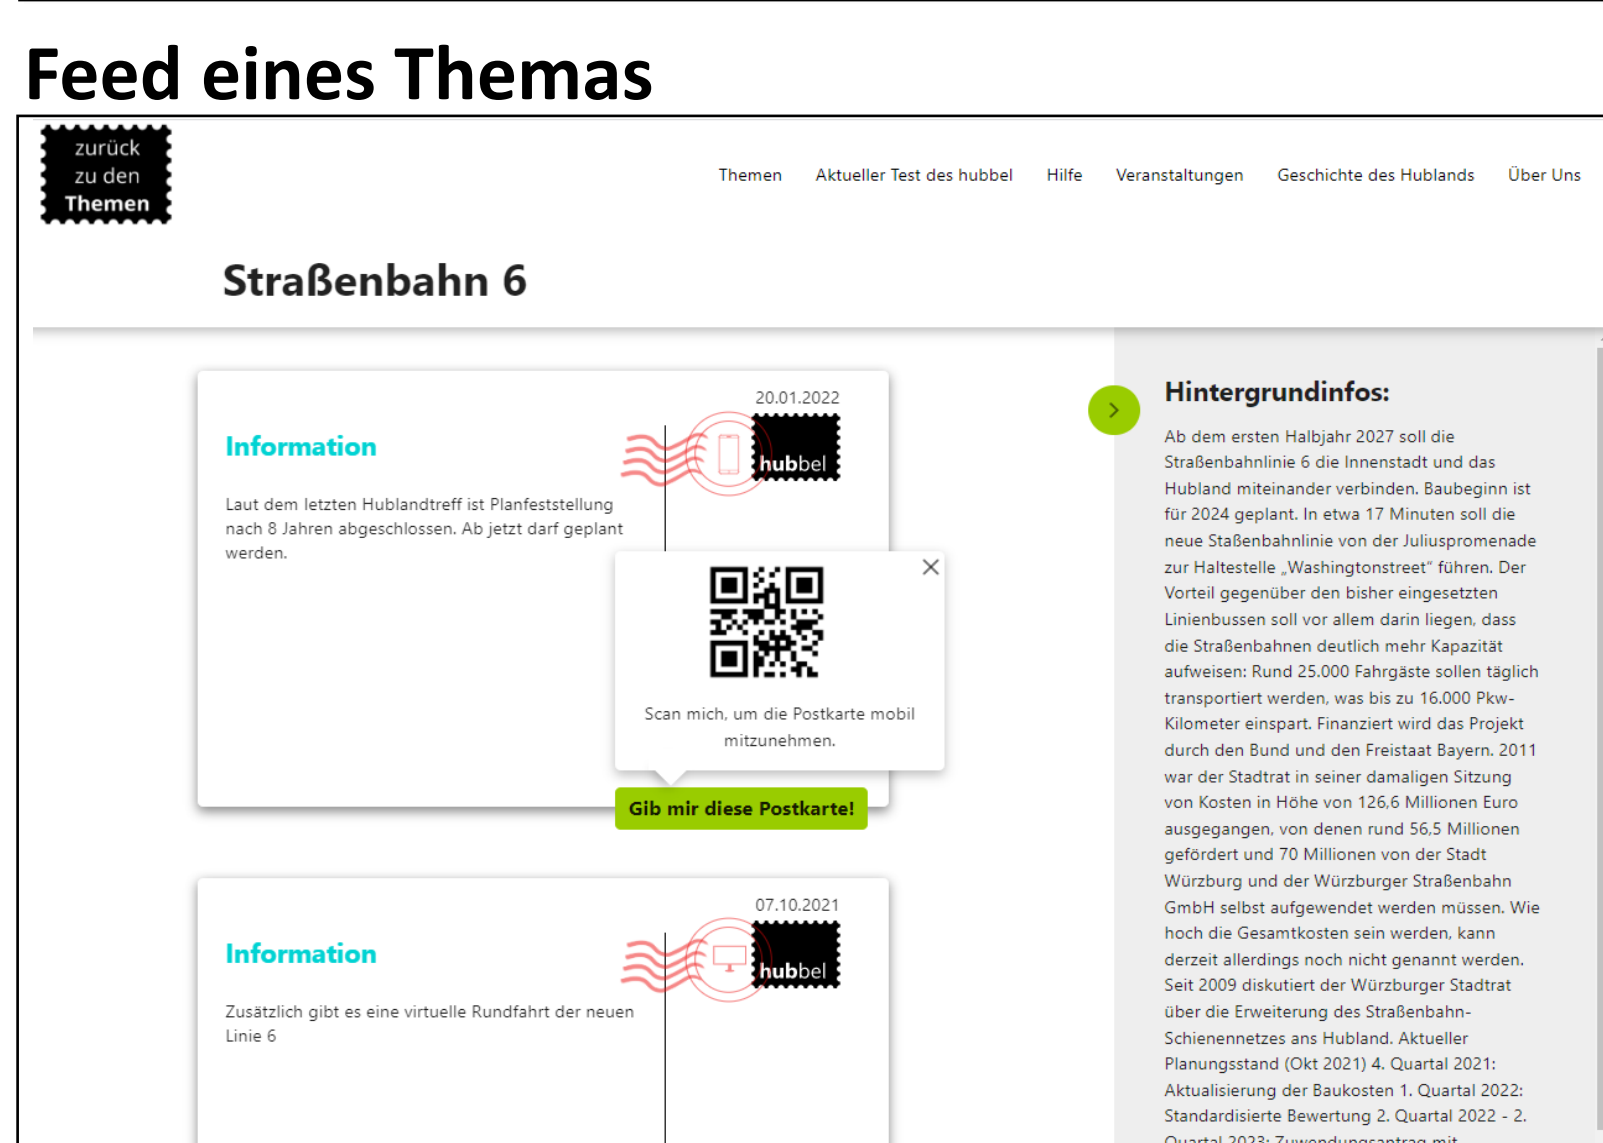 Feed eines Themas
zurück
zu den
Themen
Themen Aktueller Test des hubbel Hilfe Veranstaltungen Geschichte des Hublands Über Uns
Straßenbahn 6
20.01.2022
Information
hubbel
Laut dem letzten Hublandtreff ist Planfeststellung
nach 8 Jahren abgeschlossen. Ab jetzt darf geplant
werden.
Scan mich, um die Postkarte mobil
mitzunehmen.
Gib mir diese Postkarte!
07.10.2021
Information
hubbel
Zusätzlich gibt es eine virtuelle Rundfahrt der neuen
Linie 6
Hintergrundinfos:
Ab dem ersten Halbjahr 2027 soll die
Straßenbahnlinie 6 die Innenstadt und das
Hubland miteinander verbinden. Baubeginn ist
für 2024 geplant. In etwa 17 Minuten soll die
neue Staßenbahnlinie von der Juliuspromenade
zur Haltestelle „Washingtonstreet“ führen. Der
Vorteil gegenüber den bisher eingesetzten
Linienbussen soll vor allem darin liegen, dass
die Straßenbahnen deutlich mehr Kapazität
aufweisen: Rund 25.000 Fahrgäste sollen täglich
transportiert werden, was bis zu 16.000 Pkw-
Kilometer einspart. Finanziert wird das Projekt
durch den Bund und den Freistaat Bayern. 2011
war der Stadtrat in seiner damaligen Sitzung
von Kosten in Höhe von 126,6 Millionen Euro
ausgegangen, von denen rund 56,5 Millionen
gefördert und 70 Millionen von der Stadt
Würzburg und der Würzburger Straßenbahn
GmbH selbst aufgewendet werden müssen. Wie
hoch die Gesamtkosten sein werden, kann
derzeit allerdings noch nicht genannt werden.
Seit 2009 diskutiert der Würzburger Stadtrat
über die Erweiterung des Straßenbahn-
Schienennetzes ans Hubland. Aktueller
Planungsstand (Okt 2021) 4. Quartal 2021:
Aktualisierung der Baukosten 1. Quartal 2022:
Standardisierte Bewertung 2. Quartal 2022 - 2.
Quartal 2023: Zuwendungsantrag mit